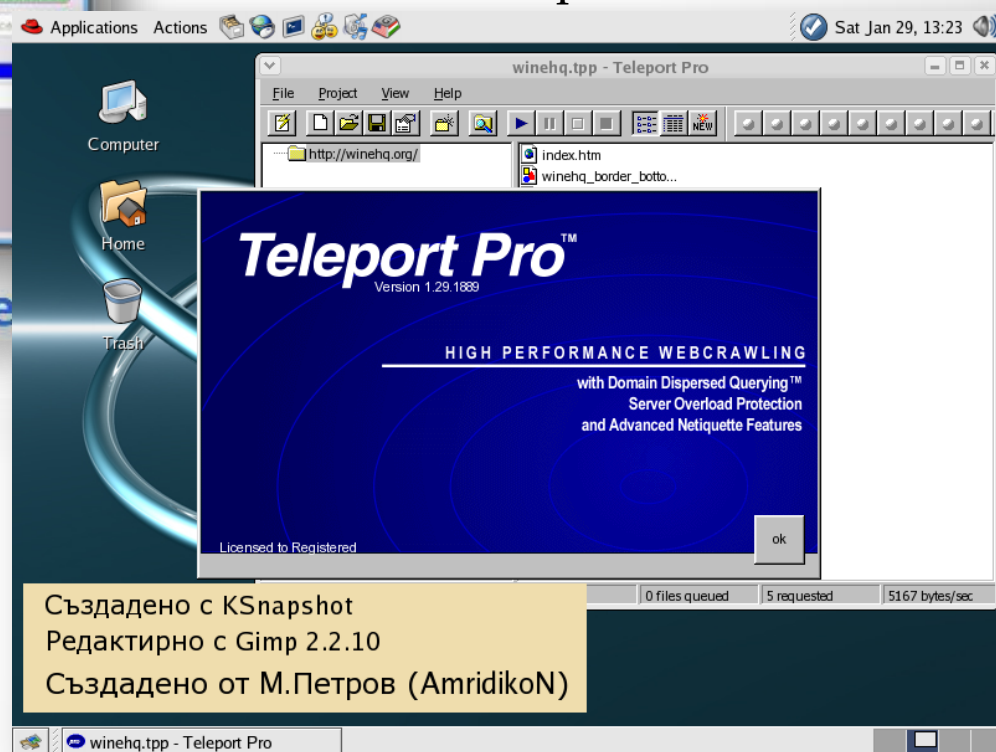 Applications Actions Sat Jan 29, 13:23
winehq.tpp - Teleport Pro
File Project View Help
NEW
Computer
http://winehq.org/
index.htm
winehq_border_botto...
Home
Teleport Pro™
Version 1.29.1889
Trash
HIGH PERFORMANCE WEBCRAWLING
with Domain Dispersed Querying™
Server Overload Protection
and Advanced Netiquette Features
ok
Licensed to Registered
0 files queued 5 requested 5167 bytes/sec
Създадено с KSnapshot
Редактирно с Gimp 2.2.10
Създадено от М.Петров (AmridikoN)
winehq.tpp - Teleport Pro